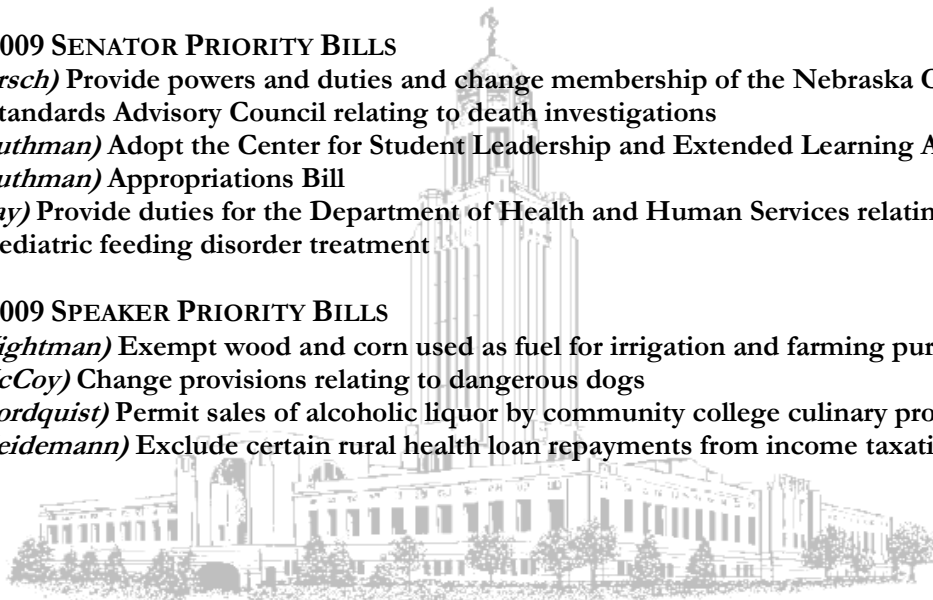 009 SENATOR PRIORITY BILLS
rsch) Provide powers and duties and change membership of the Nebraska
tandards Advisory Council relating to death investigations
uthman) Adopt the Center for Student Leadership and Extended Learning A
uthman) Appropriations Bill
ay) Provide duties for the Department of Health and Human Services relatin
ediatric feeding disorder treatment
009 SPEAKER PRIORITY BILLS
ightman) Exempt wood and corn used as fuel for irrigation and farming pur
cCoy) Change provisions relating to dangerous dogs
ordquist) Permit sales of alcoholic liquor by community college culinary pro
eidemann) Exclude certain rural health loan repayments from income taxati